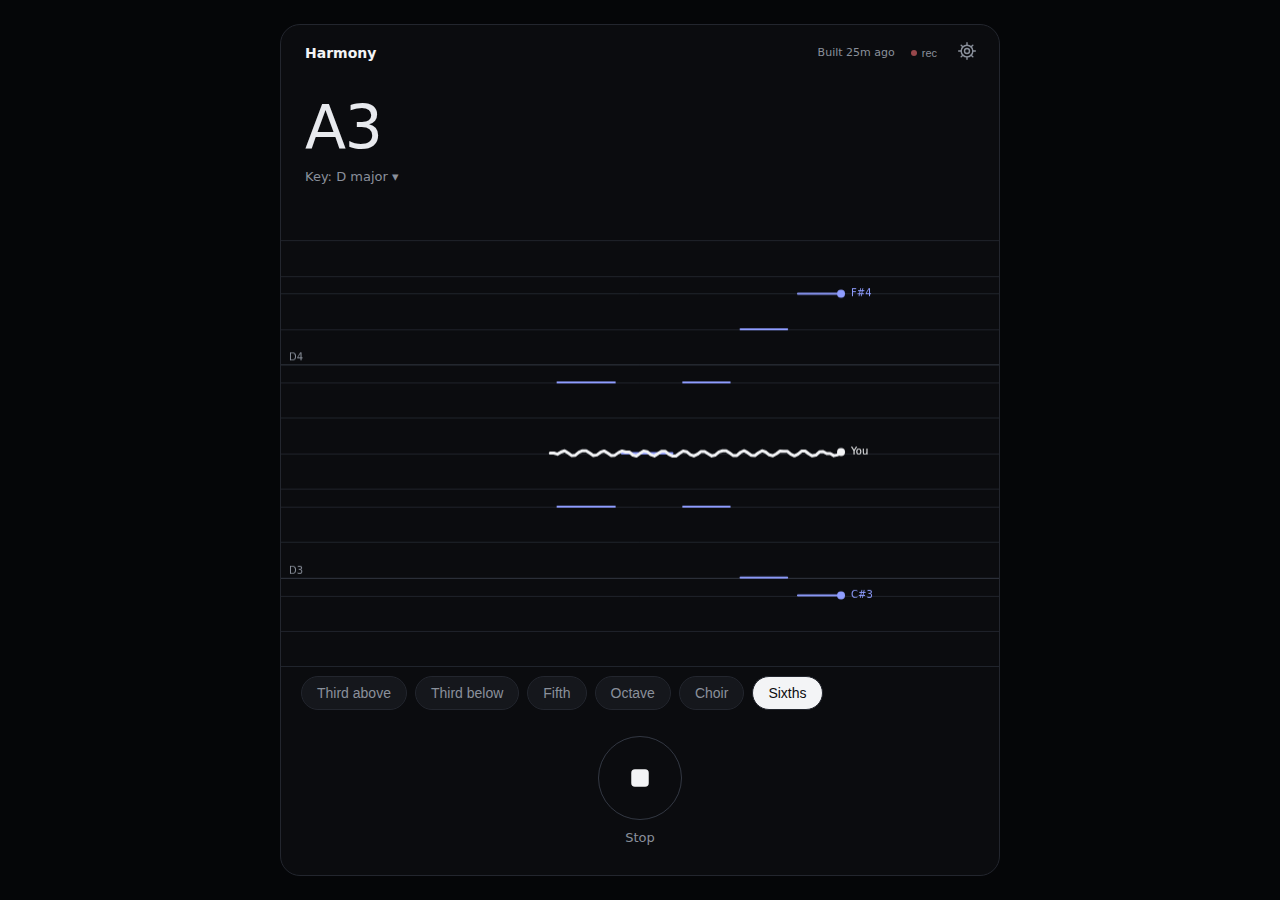 Harmony
Built 25m ago
rec
A3
Key: D major ▾
F#4
D4
You
D3
C#3
Third above
Third below
Fifth
Octave
Choir
Sixths
Stop